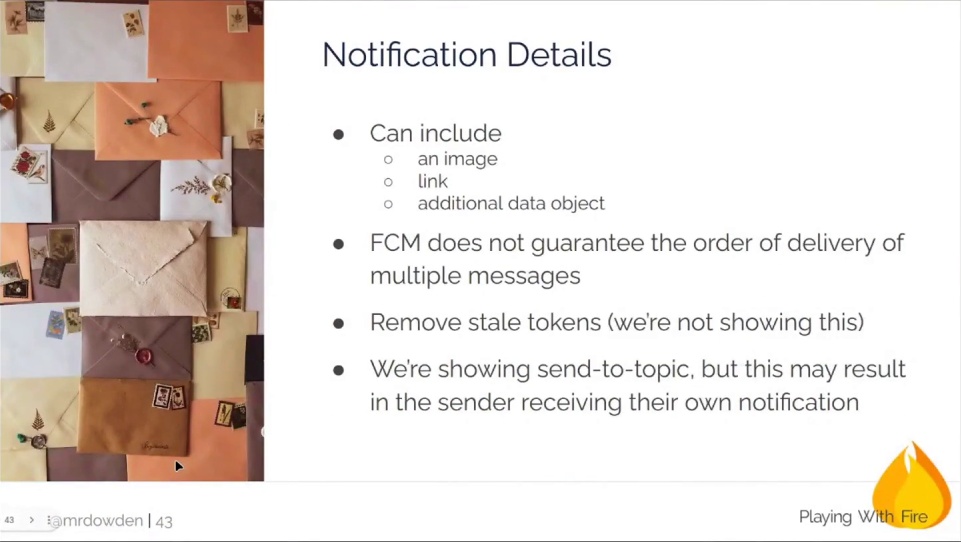 Notification Details
● Can include
○ an image
○ link
○ additional data object
● FCM does not guarantee the order of delivery of
multiple messages
● Remove stale tokens (we're not showing this)
● We're showing send-to-topic, but this may result
in the sender receiving their own notification
43
@mrdowden | 43
Playing With Fire